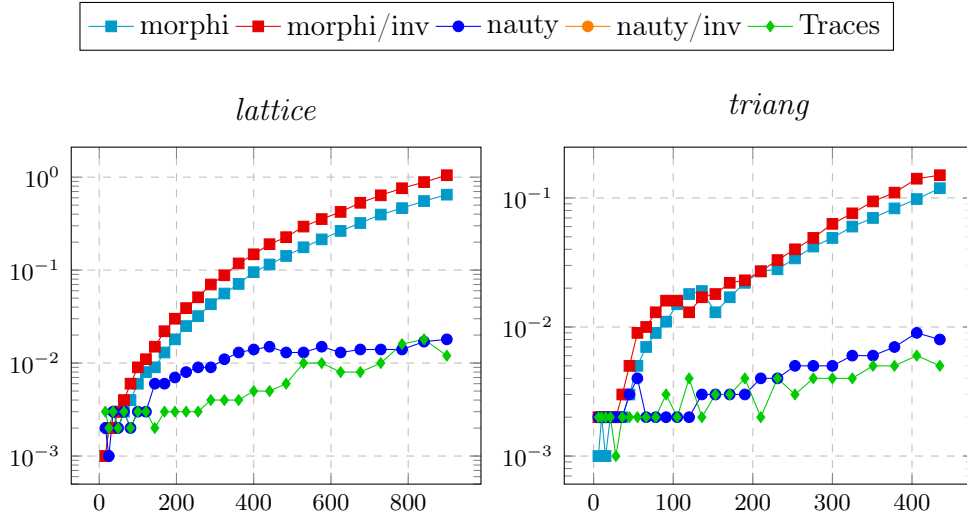 morphi morphi/inv nauty nauty/inv Traces
lattice triang
10^0
10^-1
10^-2
10^-3
0 200 400 600 800
10^-1
10^-2
10^-3
0 100 200 300 400